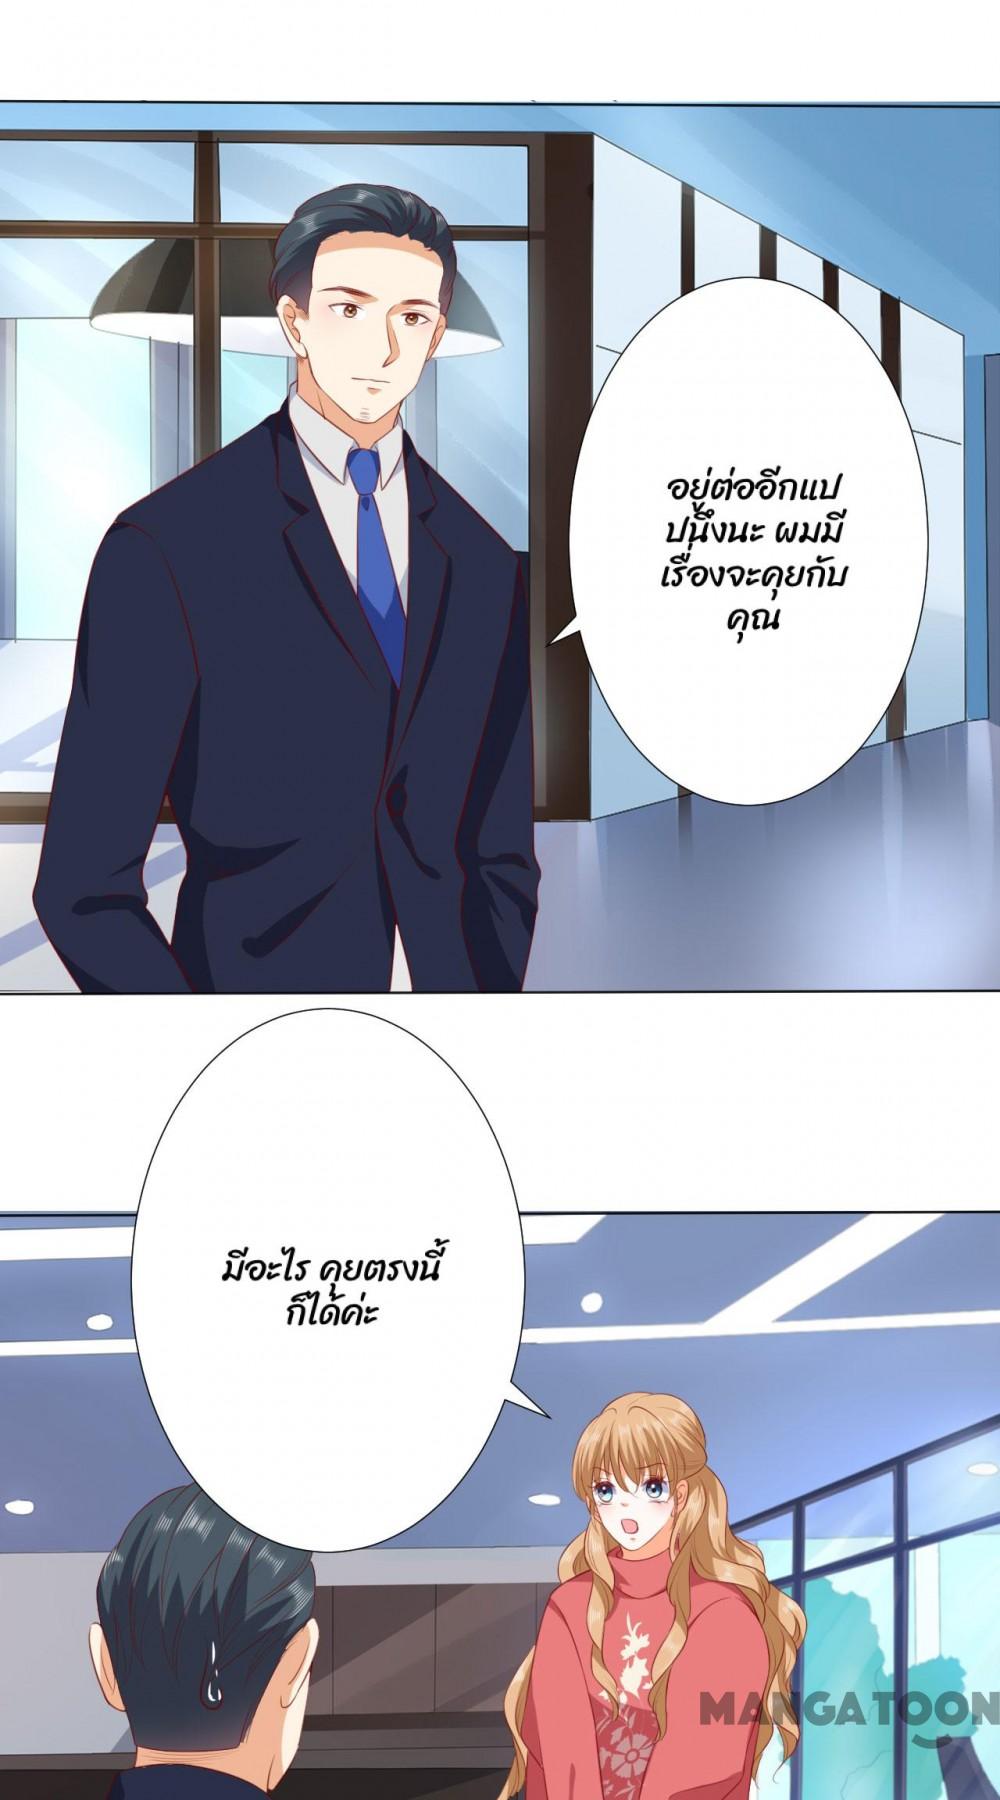 อยู่ต่ออีกแป
ปนึงนะ ผมมี
เรื่องจะคุยกับ
คุณ
มีอะไร คุยตรงนี้
ก็ได้ค่ะ
MANGATOON